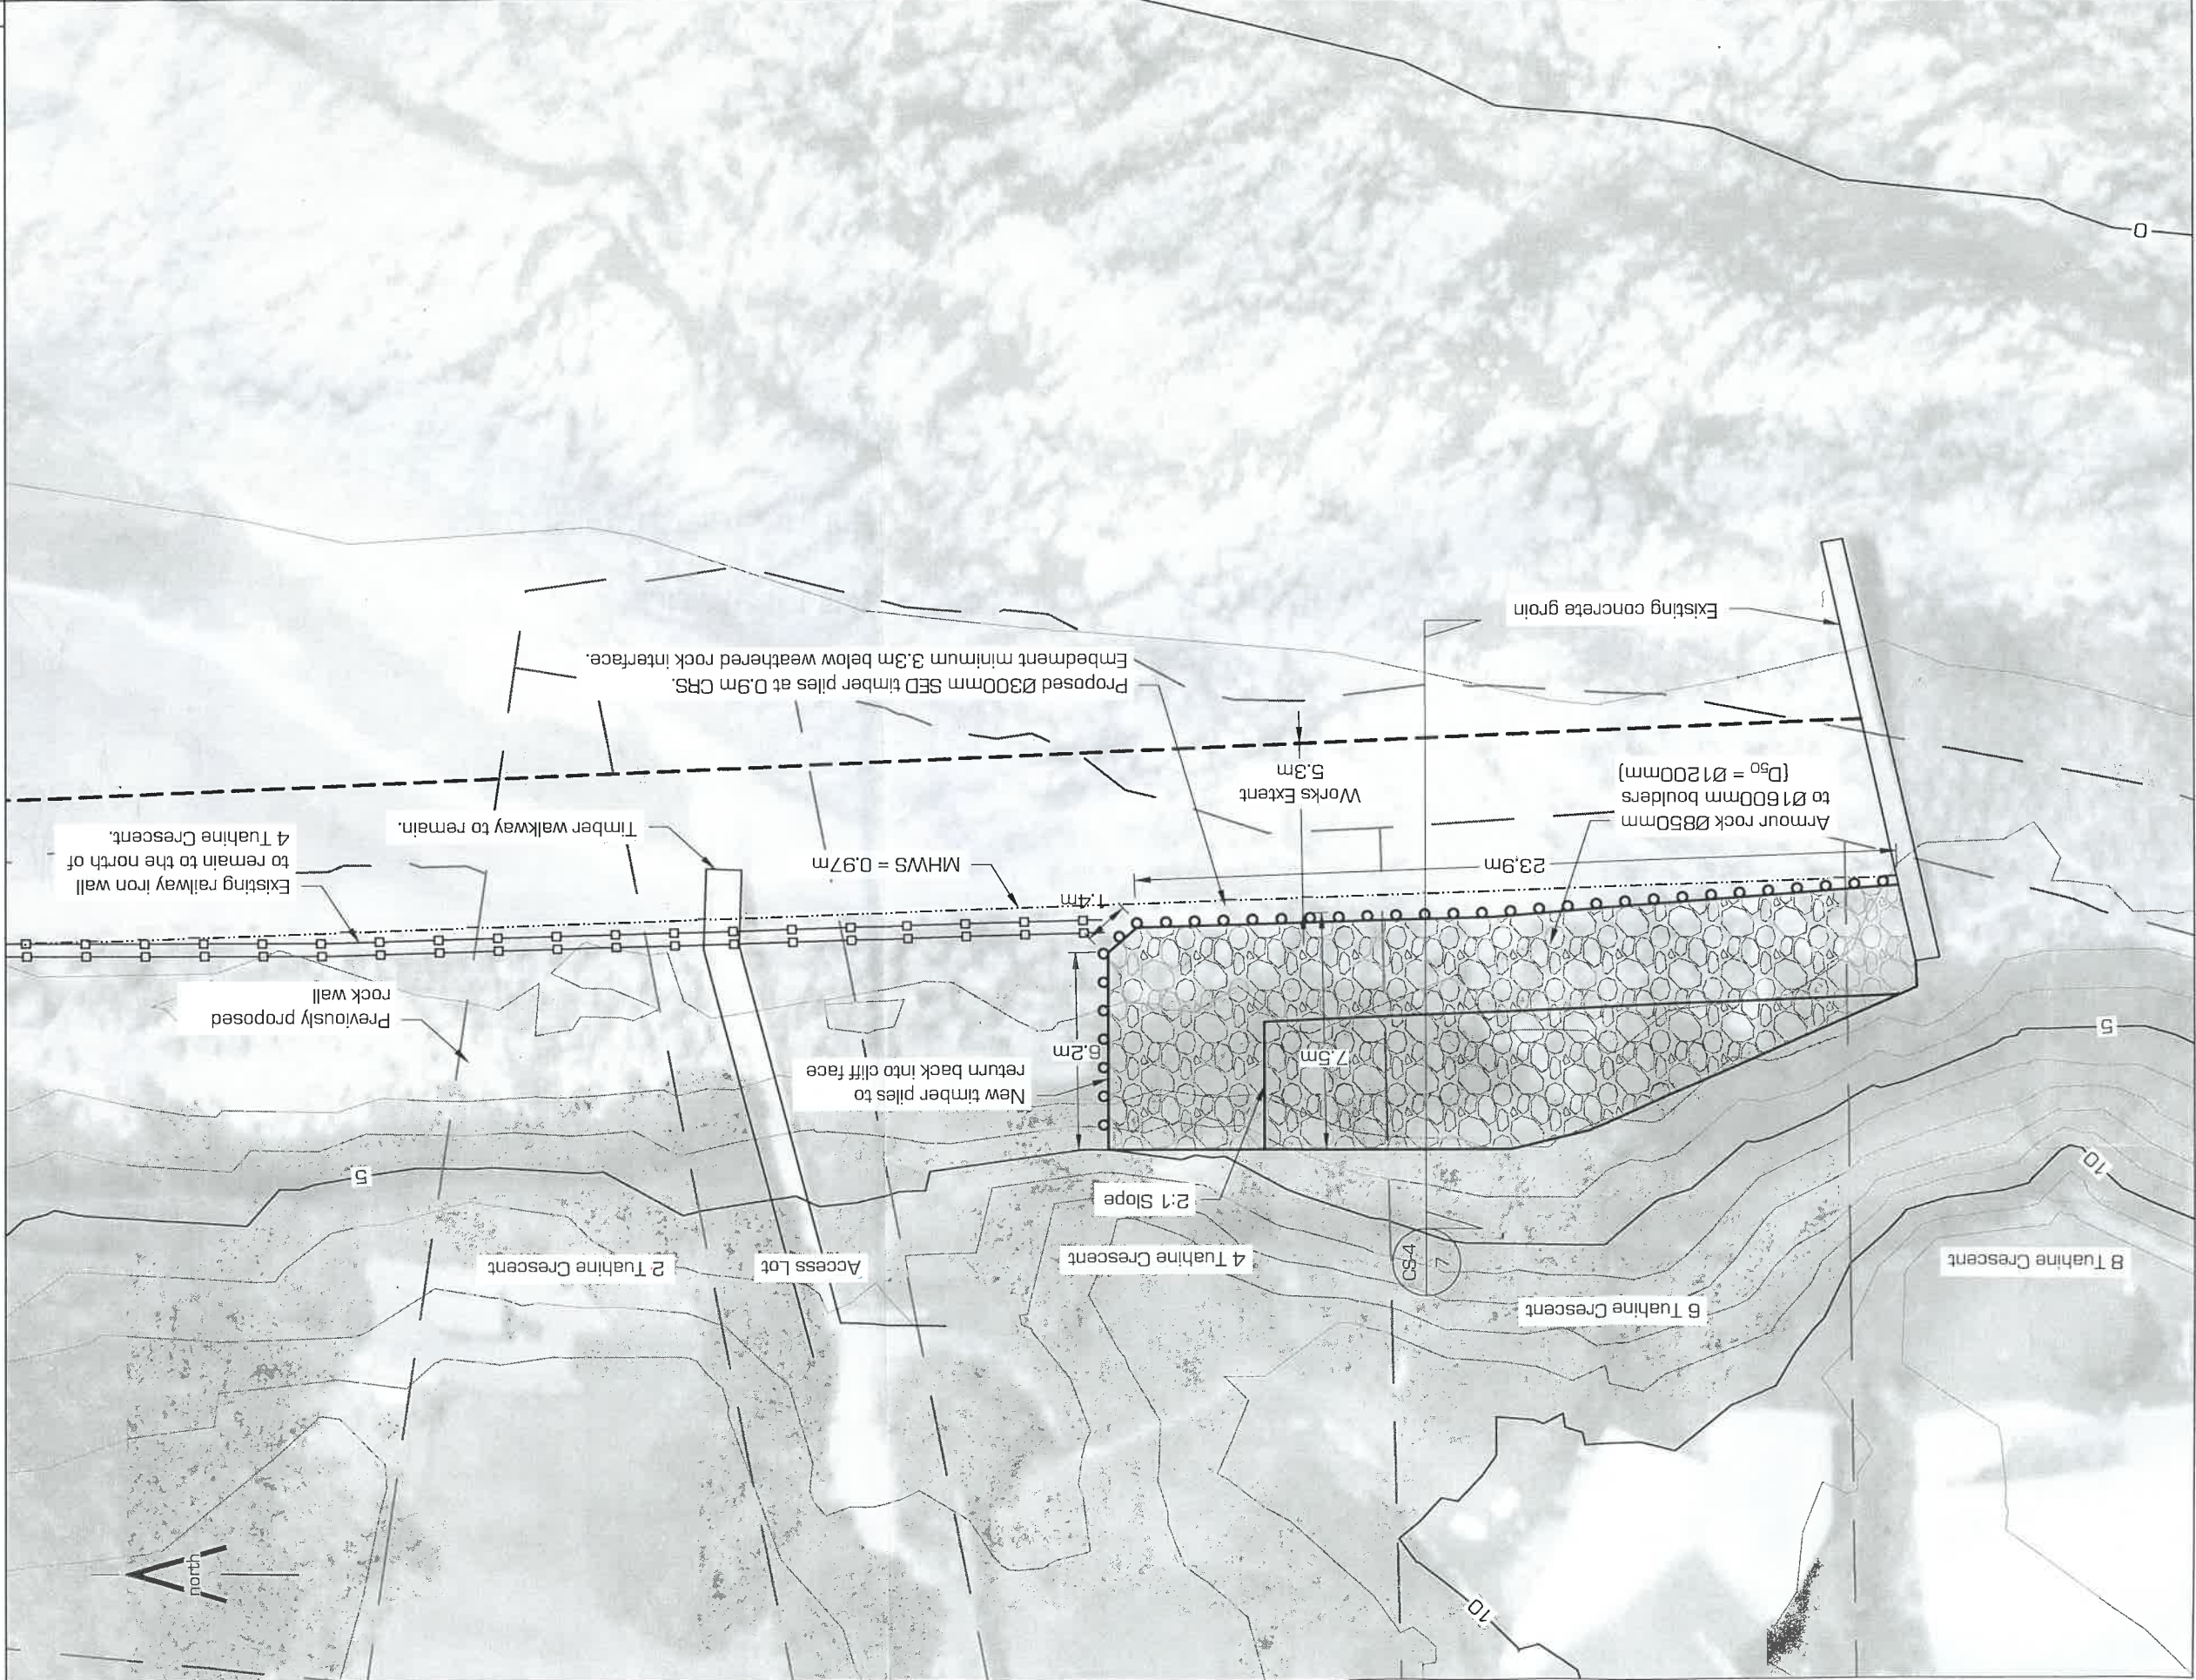 north
10
8 Tuahine Crescent
6 Tuahine Crescent
CS-4
7
4 Tuahine Crescent
Access Lot
2 Tuahine Crescent
10
2:1 Slope
5
5
New timber piles to
return back into cliff face
6.2m
7.5m
Previously proposed
rock wall
1.4m
23,9m
MHWS = 0.97m
Existing railway iron wall
to remain to the north of
4 Tuahine Crescent.
Timber walkway to remain.
Armour rock Ø850mm
to Ø1600mm boulders
(D50 = Ø1200mm)
Works Extent
5.3m
Proposed Ø300mm SED timber piles at 0.9m CRS.
Embedment minimum 3.3m below weathered rock interface.
Existing concrete groin
0